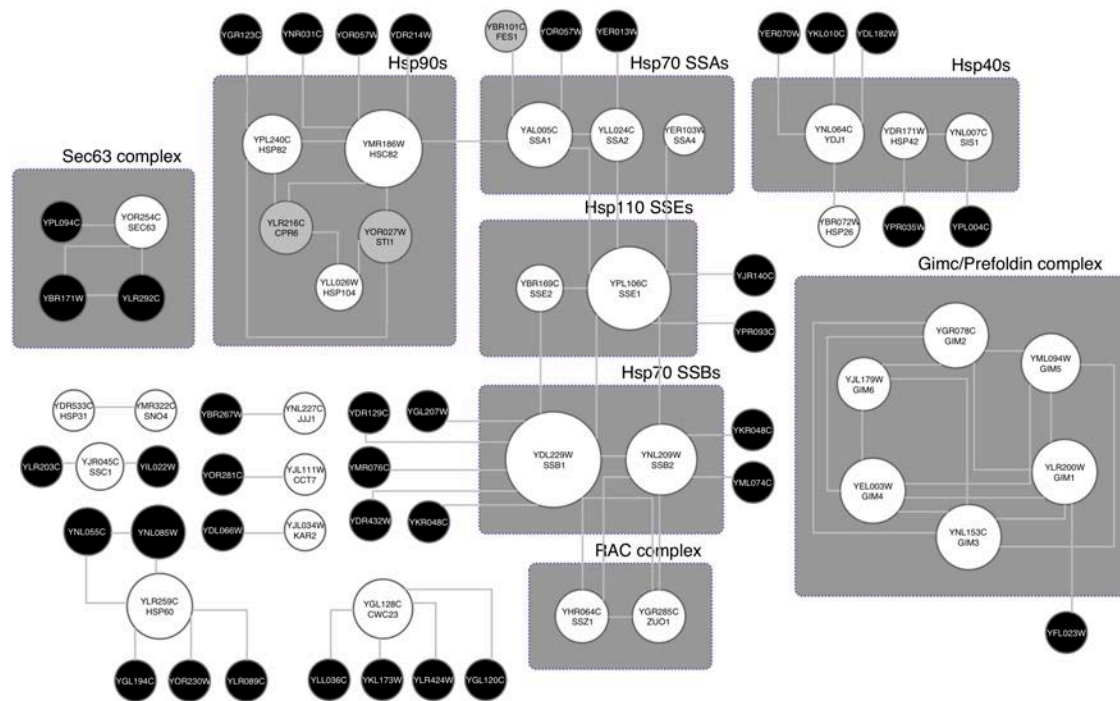 YGR123C
YNR031C
YOR057W
YDR214W
YBR101C
FES1
YOR057W
YER013W
YER070W
YKL010C
YDL182W
Hsp90s
Hsp70 SSAs
Hsp40s
YPL240C
HSP82
YMR186W
HSC82
YAL005C
SSA1
YLL024C
SSA2
YER103W
SSA4
YNL064C
YDJ1
YDR171W
HSP42
YNL007C
SIS1
Sec63 complex
YPL094C
YOR254C
SEC63
YBR171W
YLR292C
YLR216C
CPR6
YOR027W
STI1
YLL026W
HSP104
Hsp110 SSEs
YBR169C
SSE2
YPL106C
SSE1
YJR140C
YPR093C
YBR072W
HSP26
YPR035W
YPL004C
Gimc/Prefoldin complex
YGR078C
GIM2
YML094W
GIM5
YJL179W
GIM6
YEL003W
GIM4
YLR200W
GIM1
YNL153C
GIM3
YFL023W
Hsp70 SSBs
YDR533C
HSP31
YMR322C
SNO4
YBR267W
YNL227C
JJJ1
YDR129C
YGL207W
YDL229W
SSB1
YNL209W
SSB2
YKR048C
YML074C
YLR203C
YJR045C
SSC1
YIL022W
YOR281C
YJL111W
CCT7
YMR076C
YDR432W
YKR048C
YNL055C
YNL085W
YDL066W
YJL034W
KAR2
RAC complex
YHR064C
SSZ1
YGR285C
ZUO1
YLR259C
HSP60
YGL128C
CWC23
YGL194C
YOR230W
YLR089C
YLL036C
YKL173W
YLR424W
YGL120C